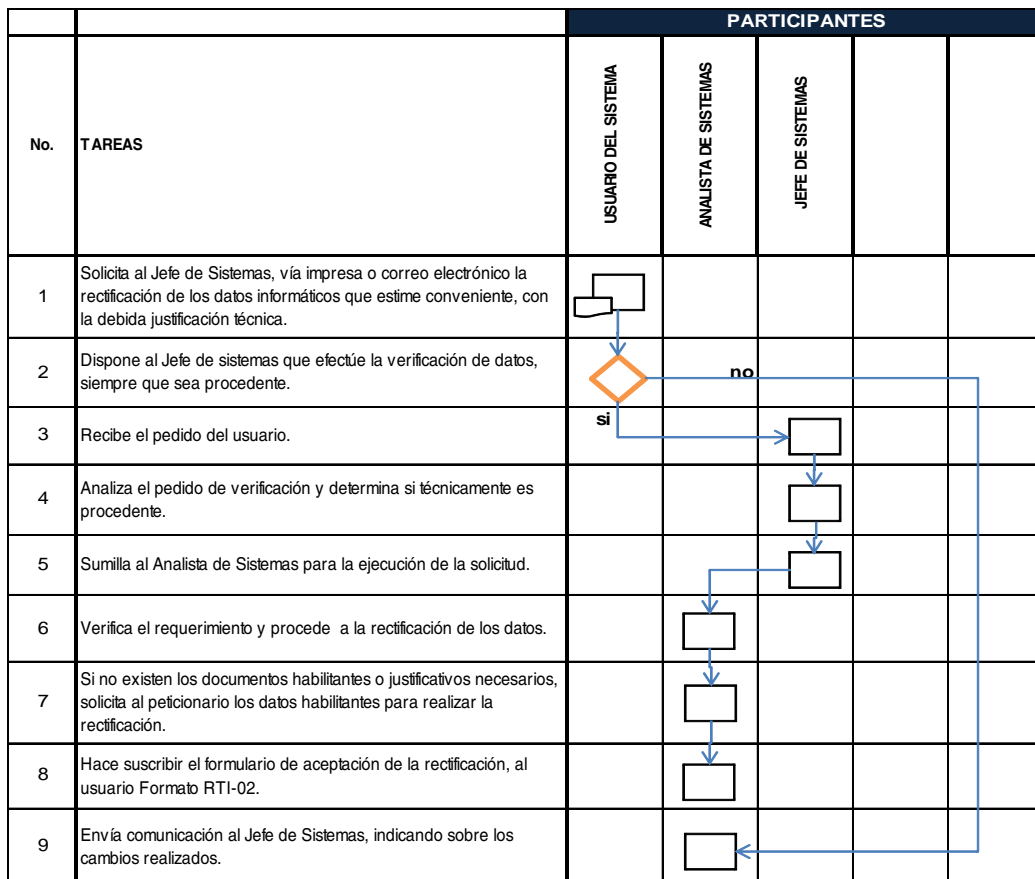 PARTICIPANTES
No.
TAREAS
USUARIO DEL SISTEMA
ANALISTA DE SISTEMAS
JEFE DE SISTEMAS
1
Solicita al Jefe de Sistemas, vía impresa o correo electrónico la
rectificación de los datos informáticos que estime conveniente, con
la debida justificación técnica.
2
Dispone al Jefe de sistemas que efectúe la verificación de datos,
siempre que sea procedente.
no
si
3
Recibe el pedido del usuario.
4
Analiza el pedido de verificación y determina si técnicamente es
procedente.
5
Sumilla al Analista de Sistemas para la ejecución de la solicitud.
6
Verifica el requerimiento y procede a la rectificación de los datos.
7
Si no existen los documentos habilitantes o justificativos necesarios,
solicita al peticionario los datos habilitantes para realizar la
rectificación.
8
Hace suscribir el formulario de aceptación de la rectificación, al
usuario Formato RTI-02.
9
Envía comunicación al Jefe de Sistemas, indicando sobre los
cambios realizados.